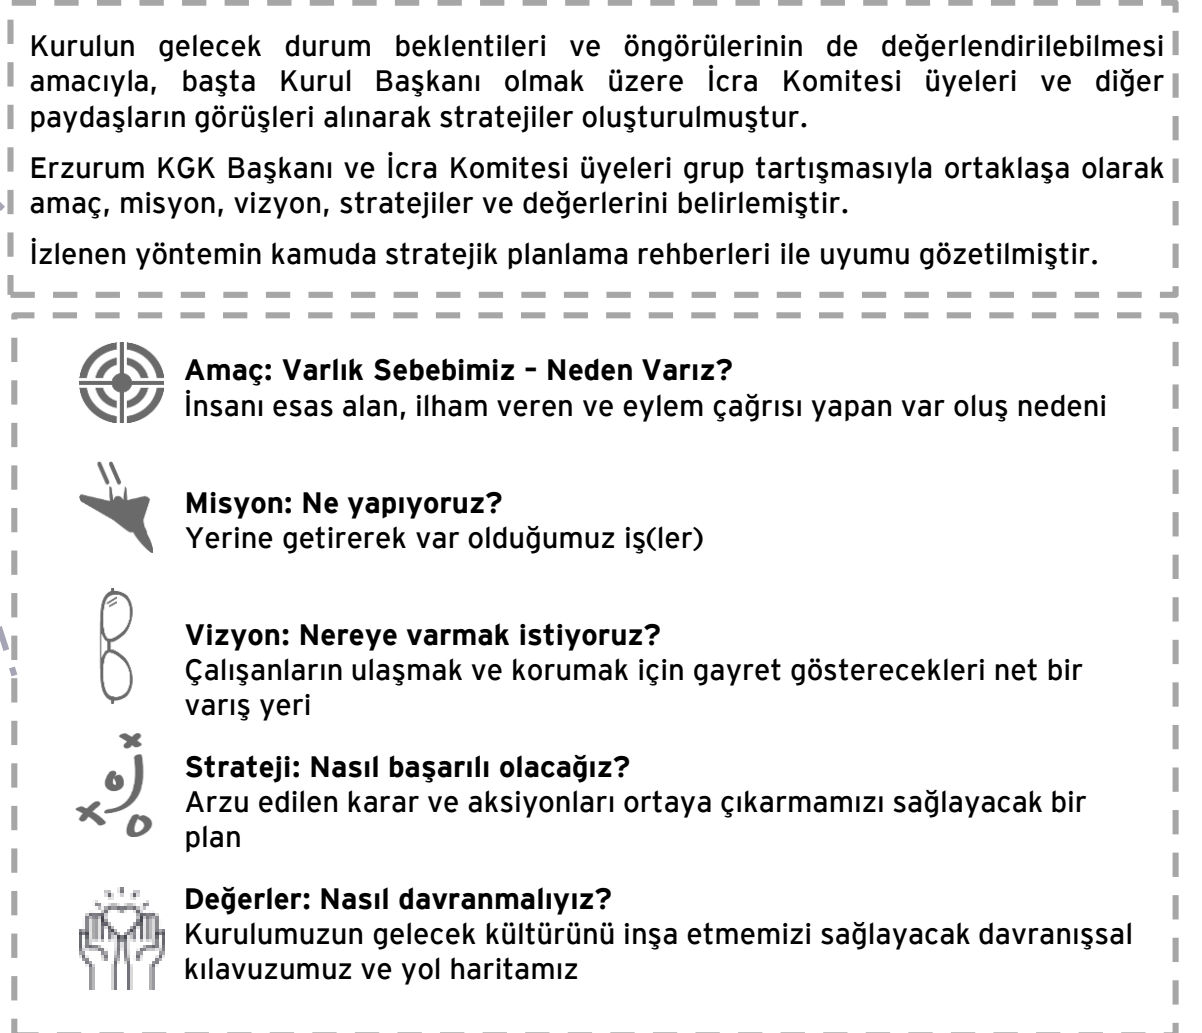 Kurulun gelecek durum beklentileri ve öngörülerinin de değerlendirilebilmesi
amacıyla, başta Kurul Başkanı olmak üzere İcra Komitesi üyeleri ve diğer
paydaşların görüşleri alınarak stratejiler oluşturulmuştur.
Erzurum KGK Başkanı ve İcra Komitesi üyeleri grup tartışmasıyla ortaklaşa olarak
amaç, misyon, vizyon, stratejiler ve değerlerini belirlemiştir.
İzlenen yöntemin kamuda stratejik planlama rehberleri ile uyumu gözetilmiştir.
Amaç: Varlık Sebebimiz – Neden Varız?
İnsanı esas alan, ilham veren ve eylem çağrısı yapan var oluş nedeni
Misyon: Ne yapıyoruz?
Yerine getirerek var olduğumuz iş(ler)
Vizyon: Nereye varmak istiyoruz?
Çalışanların ulaşmak ve korumak için gayret gösterecekleri net bir
varış yeri
Strateji: Nasıl başarılı olacağız?
Arzu edilen karar ve aksiyonları ortaya çıkarmamızı sağlayacak bir
plan
Değerler: Nasıl davranmalıyız?
Kurulumuzun gelecek kültürünü inşa etmemizi sağlayacak davranışsal
kılavuzumuz ve yol haritamız